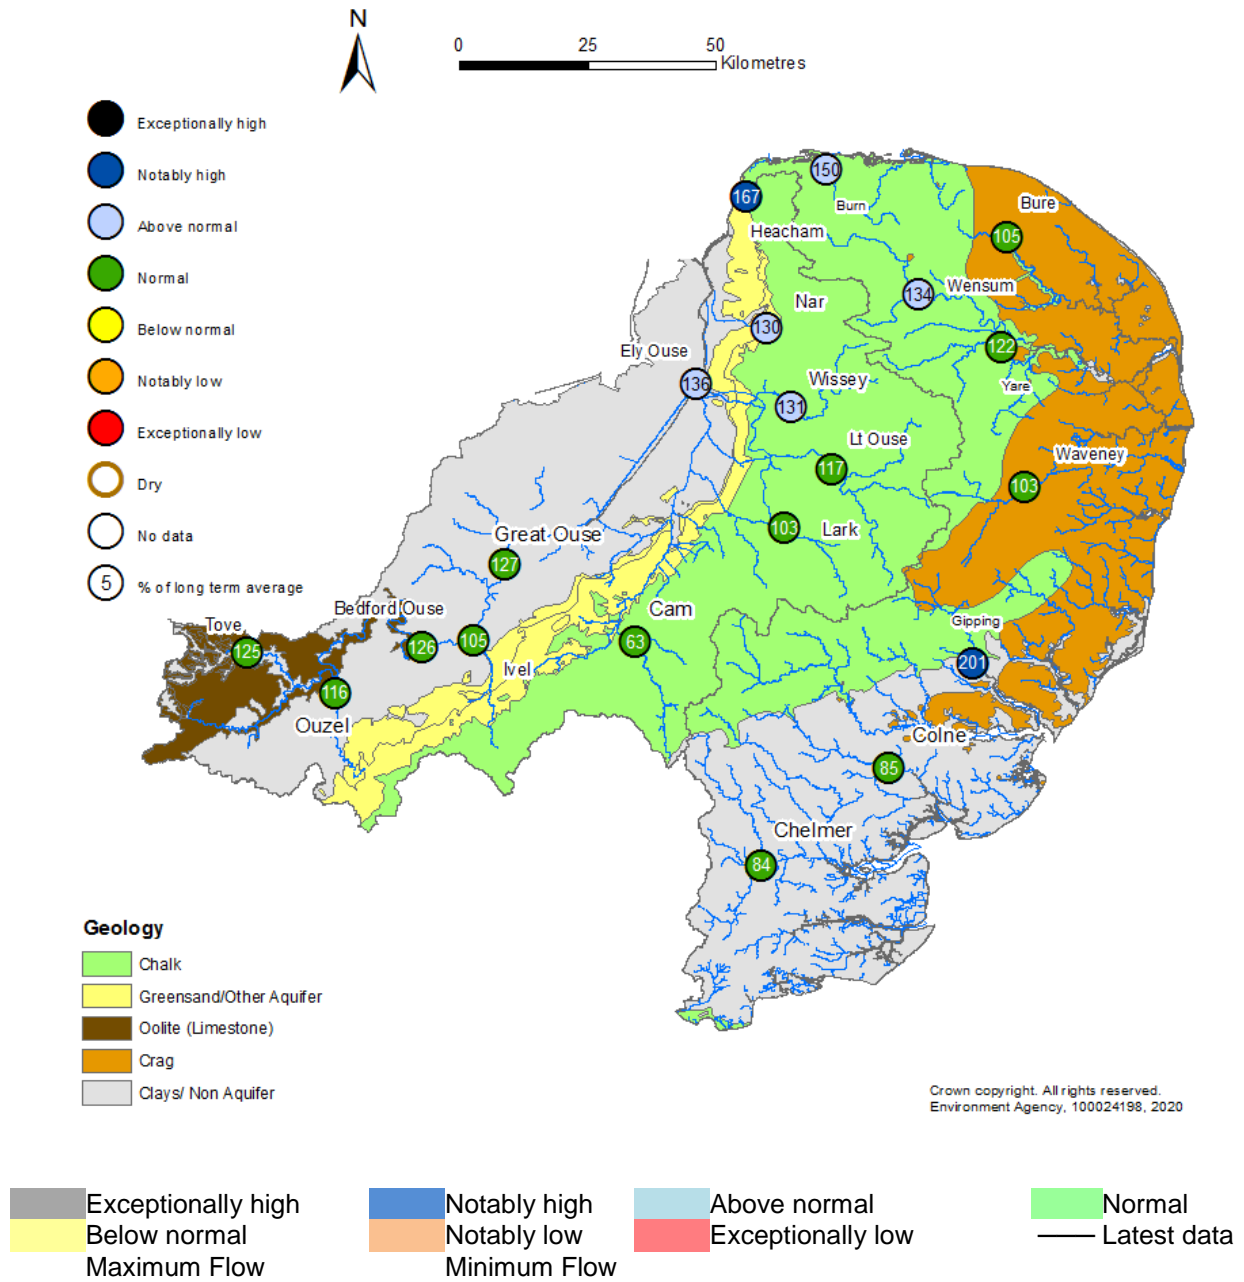 N
0 25 50
Kilometres
Exceptionally high
Notably high
Above normal
Normal
Below normal
Notably low
Exceptionally low
Dry
No data
5 % of long term average
150
167
Burn
Bure
Heacham
105
134
Wensum
Nar
130
122
Ely Ouse
136
Wissey
Yare
131
Lt Ouse
117
Waveney
103
103
Lark
Great Ouse
127
Bedford Ouse
Cam
Gipping
Tove
125
126
105
63
201
Ivel
116
Ouzel
Colne
85
Chelmer
84
Geology
Chalk
Greensand/Other Aquifer
Oolite (Limestone)
Crag
Clays/ Non Aquifer
Crown copyright. All rights reserved.
Environment Agency, 100024198, 2020
Exceptionally high Notably high Above normal Normal
Below normal Notably low Exceptionally low Latest data
Maximum Flow Minimum Flow